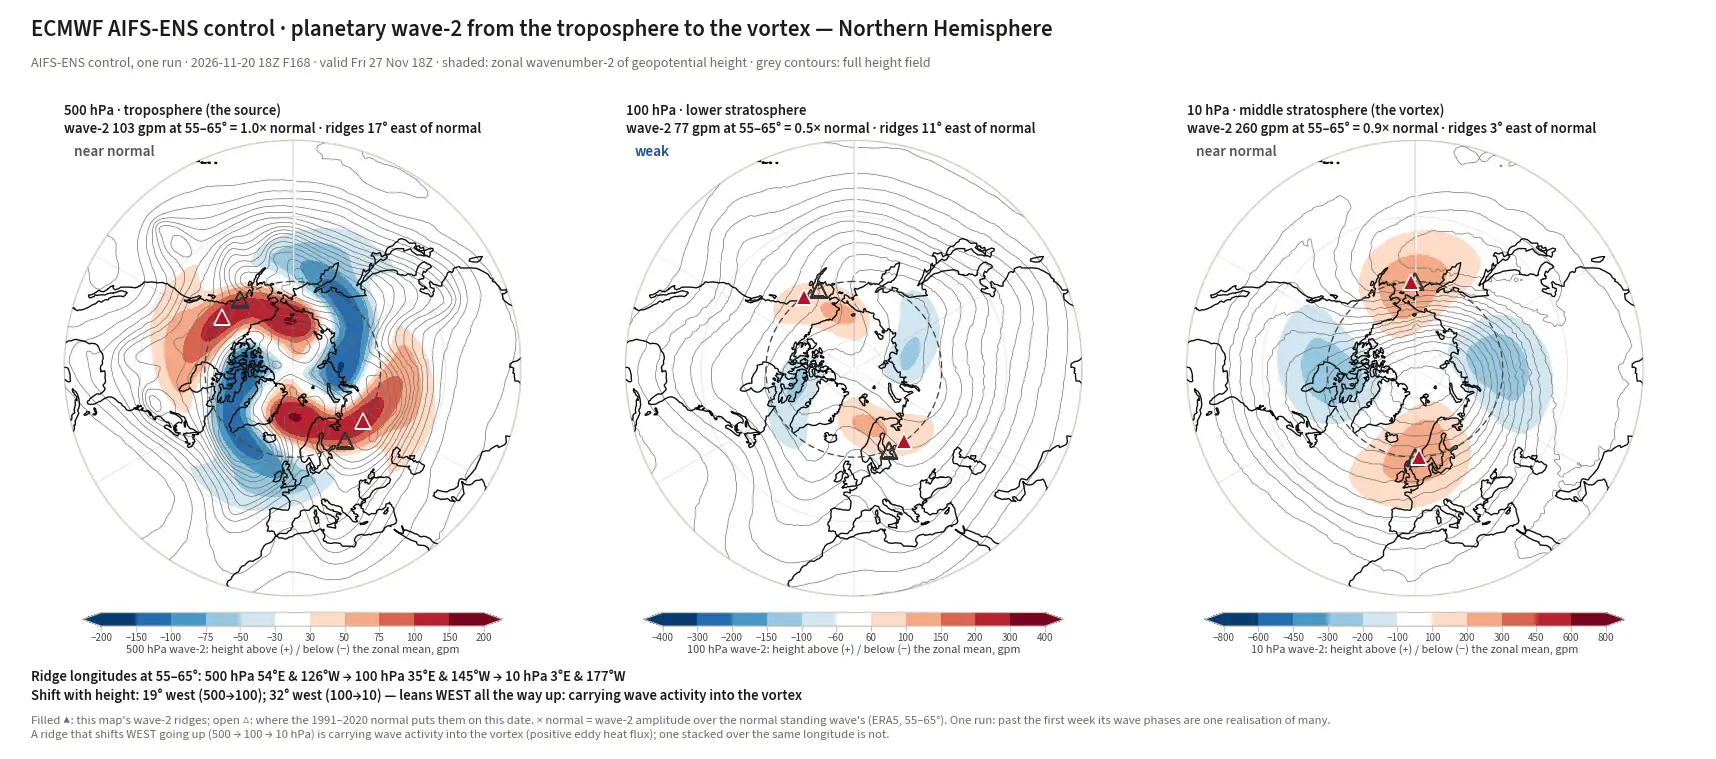 ECMWF AIFS-ENS control · planetary wave-2 from the troposphere to the vortex — Northern Hemisphere
AIFS-ENS control, one run · 2026-11-20 18Z F168 · valid Fri 27 Nov 18Z · shaded: zonal wavenumber-2 of geopotential height · grey contours: full height field
500 hPa · troposphere (the source)
wave-2 103 gpm at 55–65° = 1.0× normal · ridges 17° east of normal
near normal
100 hPa · lower stratosphere
wave-2 77 gpm at 55–65° = 0.5× normal · ridges 11° east of normal
weak
10 hPa · middle stratosphere (the vortex)
wave-2 260 gpm at 55–65° = 0.9× normal · ridges 3° east of normal
near normal
−200 −150 −100 −75 −50 −30 30 50 75 100 150 200
500 hPa wave-2: height above (+) / below (−) the zonal mean, gpm
−400 −300 −200 −150 −100 −60 60 100 150 200 300 400
100 hPa wave-2: height above (+) / below (−) the zonal mean, gpm
−800 −600 −450 −300 −200 −100 100 200 300 450 600 800
10 hPa wave-2: height above (+) / below (−) the zonal mean, gpm
Ridge longitudes at 55–65°: 500 hPa 54°E & 126°W → 100 hPa 35°E & 145°W → 10 hPa 3°E & 177°W
Shift with height: 19° west (500→100); 32° west (100→10) — leans WEST all the way up: carrying wave activity into the vortex
Filled ▲: this map's wave-2 ridges; open △: where the 1991–2020 normal puts them on this date. × normal = wave-2 amplitude over the normal standing wave's (ERA5, 55–65°). One run: past the first week its wave phases are one realisation of many.
A ridge that shifts WEST going up (500 → 100 → 10 hPa) is carrying wave activity into the vortex (positive eddy heat flux); one stacked over the same longitude is not.